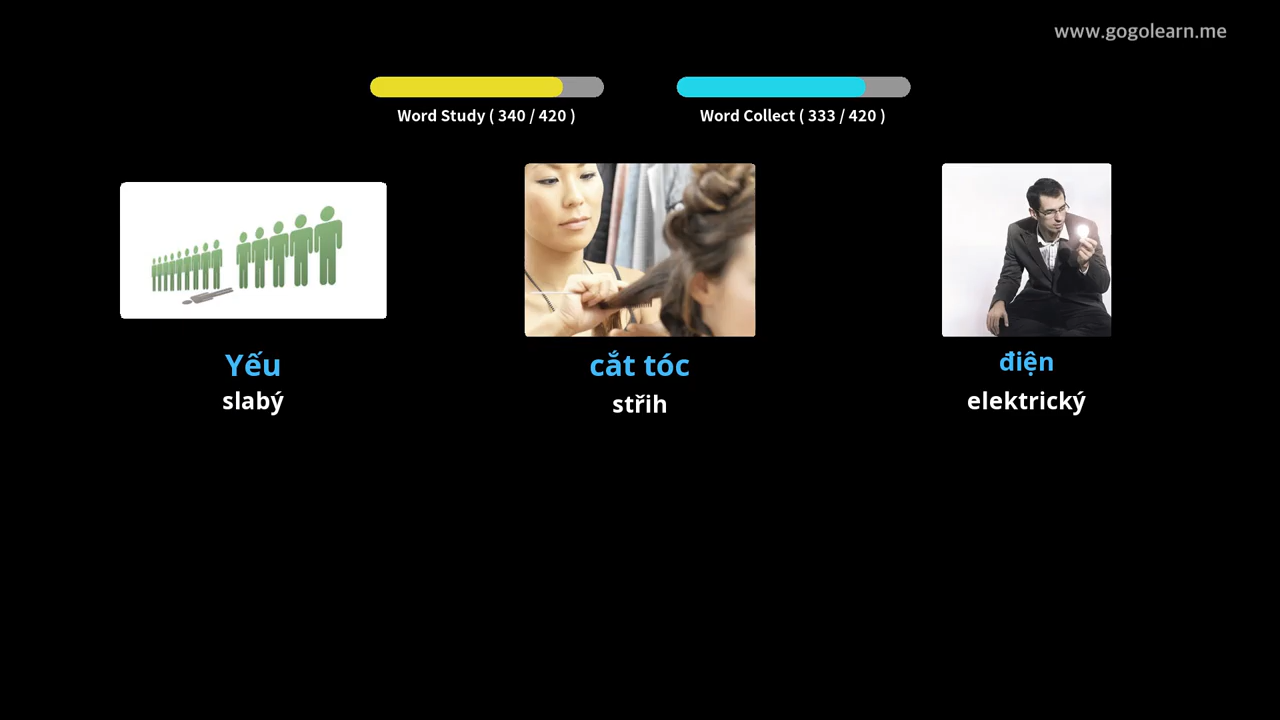 www.gogolearn.me
Word Study ( 340 / 420 )
Word Collect ( 333 / 420 )
Yếu
slabý
cắt tóc
střih
điện
elektrický